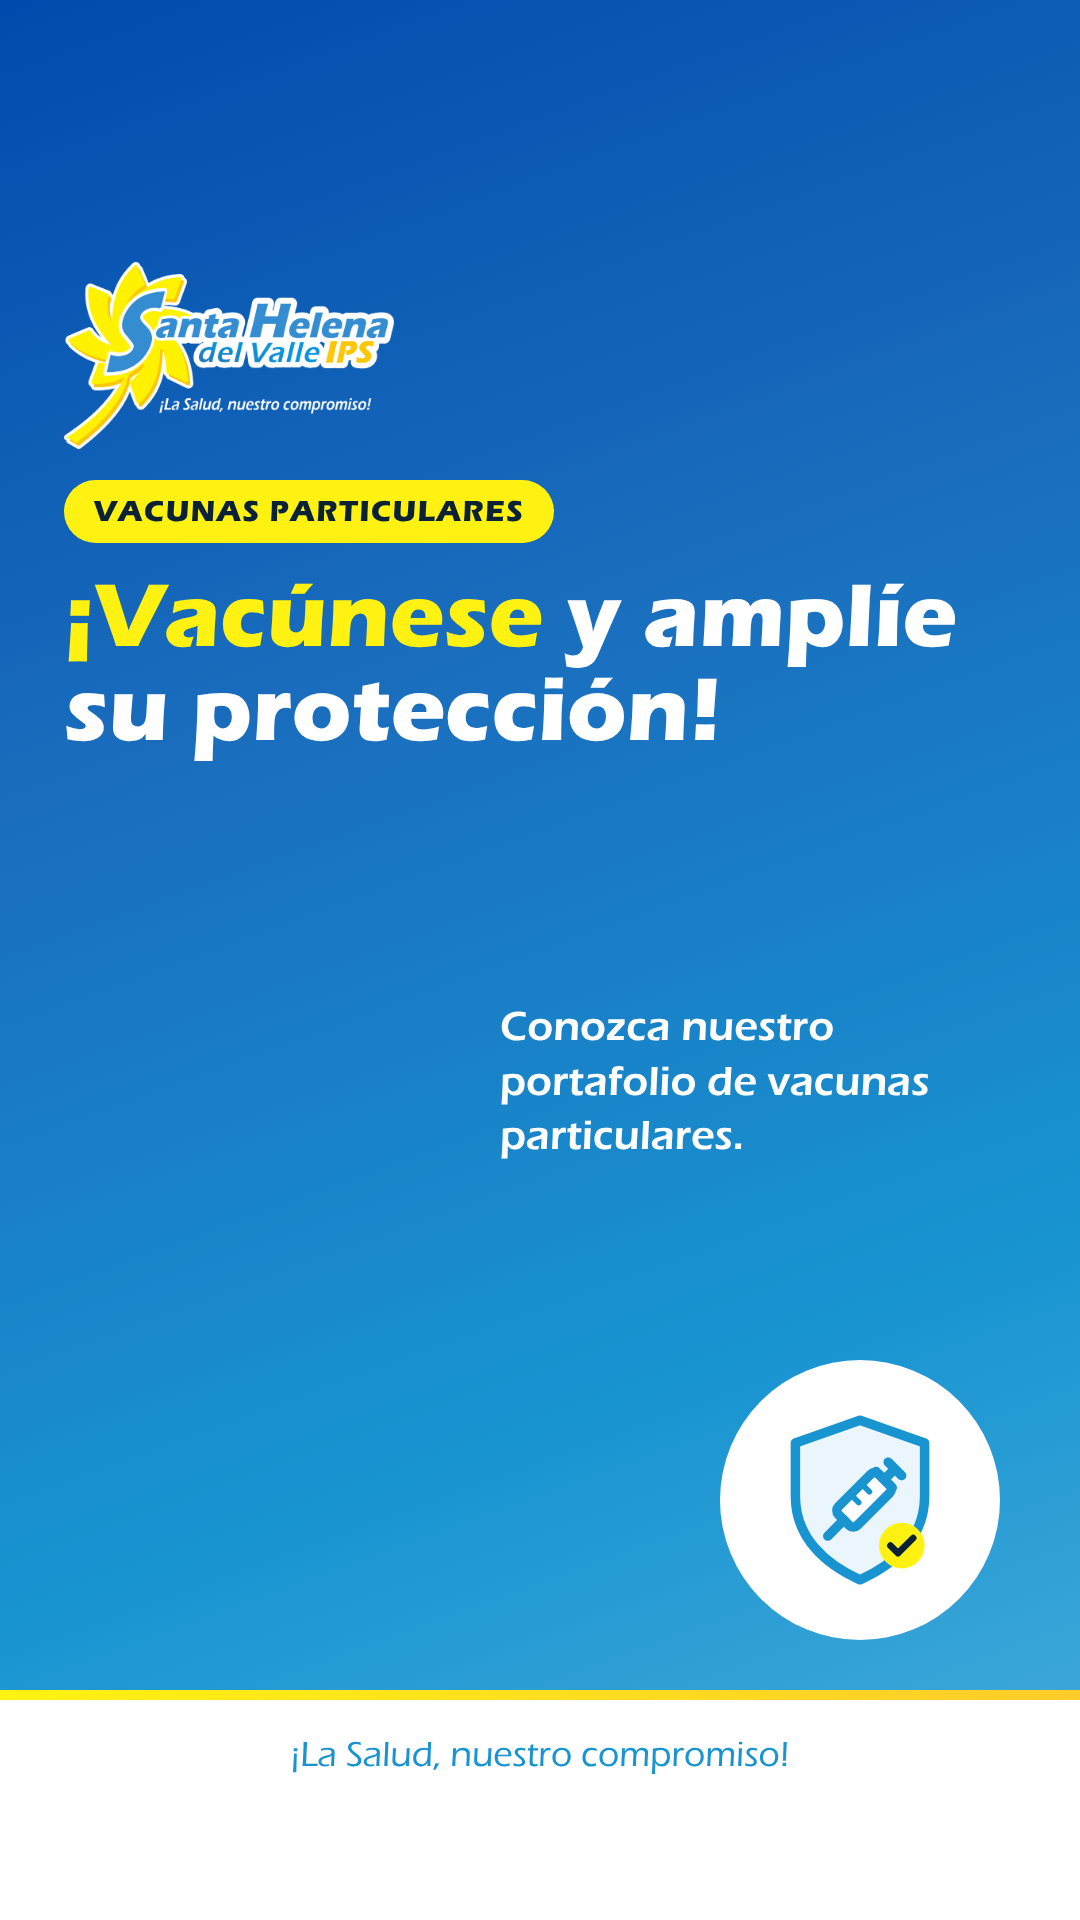 Santa Helena
del Valle IPS
¡La Salud, nuestro compromiso!
VACUNAS PARTICULARES
¡Vacúnese y amplíe
su protección!
Conozca nuestro
portafolio de vacunas
particulares.
¡La Salud, nuestro compromiso!